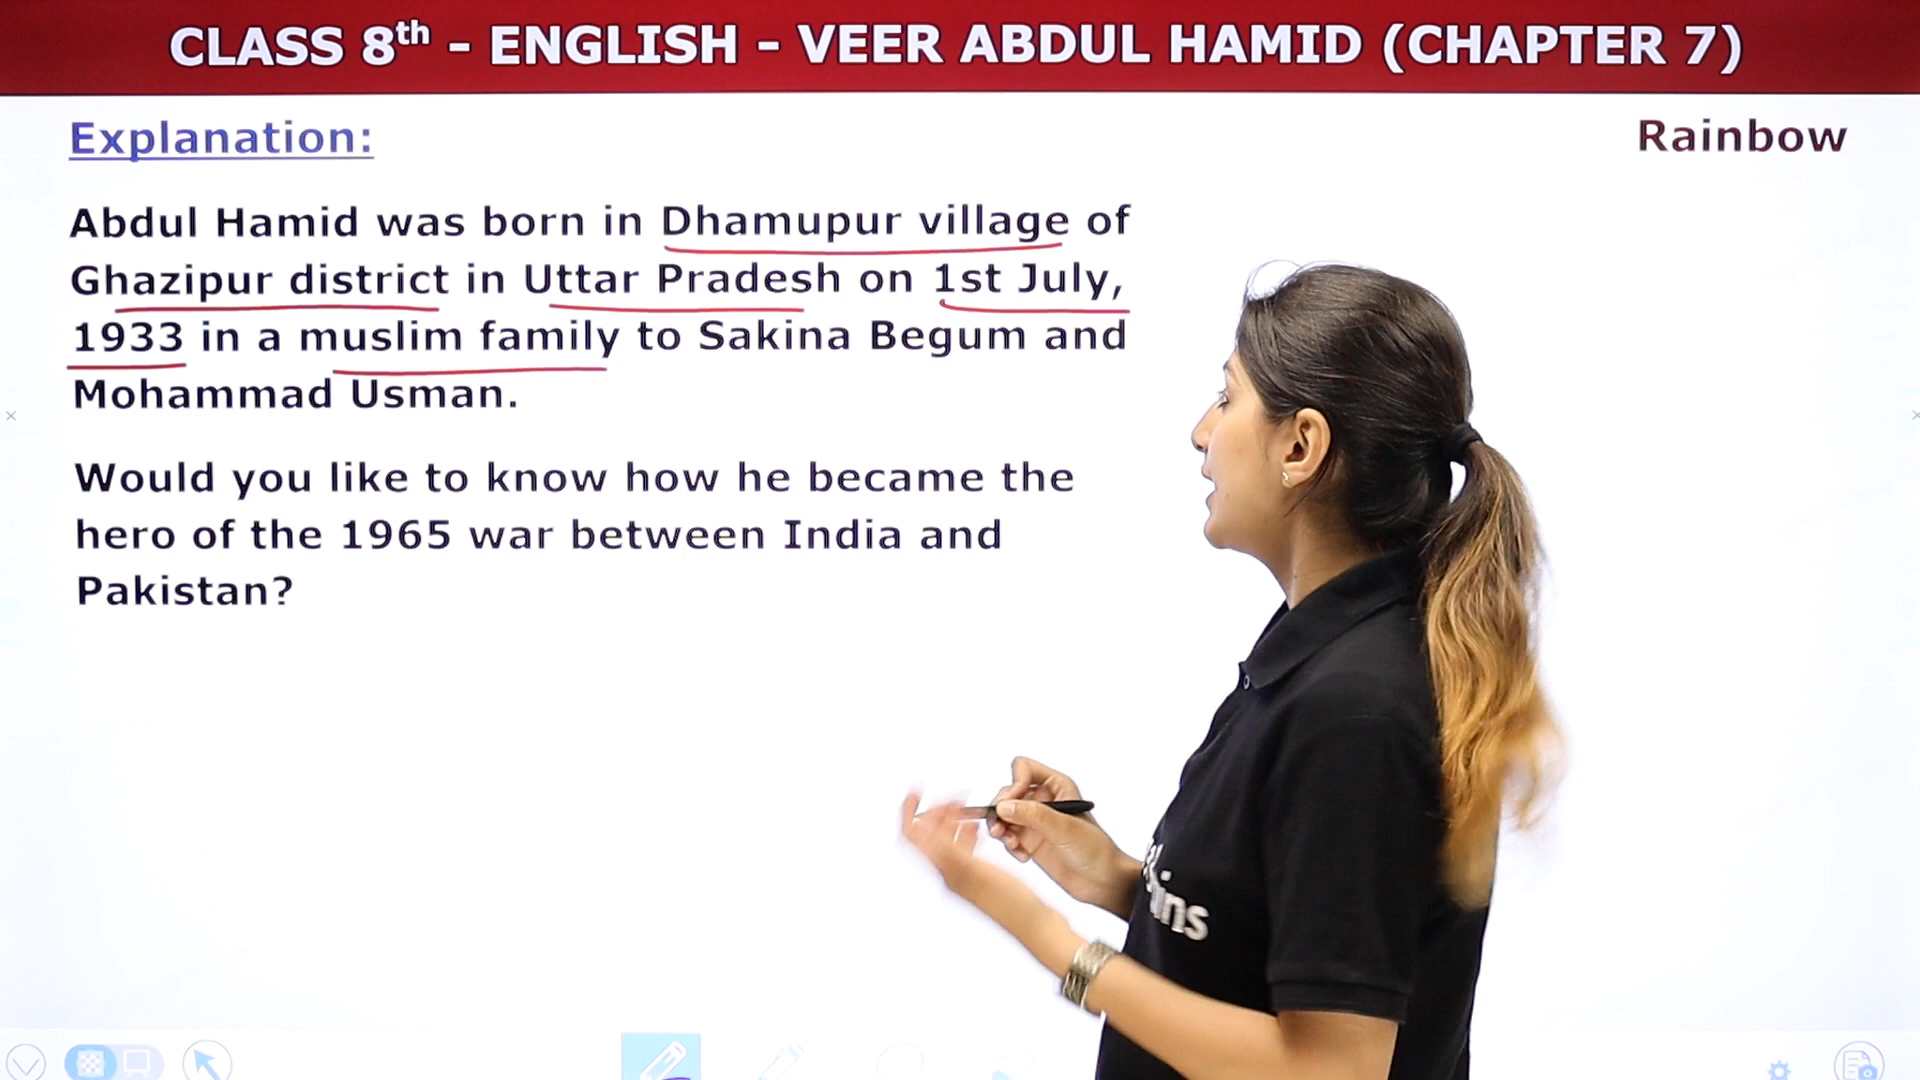 CLASS 8th - ENGLISH - VEER ABDUL HAMID (CHAPTER 7)
Explanation:
Rainbow
Abdul Hamid was born in Dhamupur village of
Ghazipur district in Uttar Pradesh on 1st July,
1933 in a muslim family to Sakina Begum and
Mohammad Usman.
Would you like to know how he became the
hero of the 1965 war between India and
Pakistan?